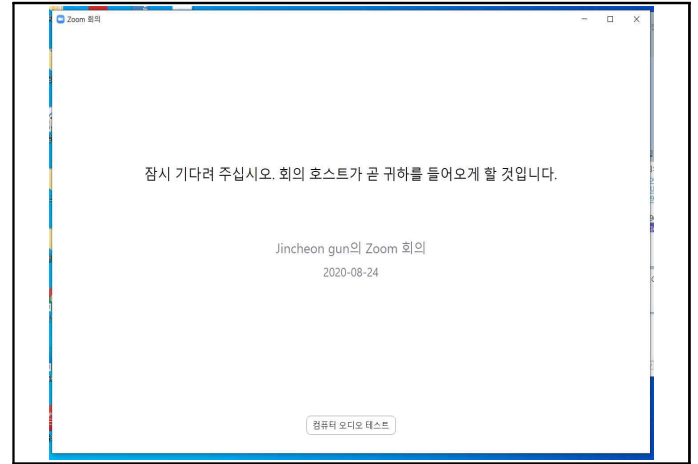 Zoom 회의
잠시 기다려 주십시오. 회의 호스트가 곧 귀하를 들어오게 할 것입니다.
Jincheon gun의 Zoom 회의
2020-08-24
컴퓨터 오디오 테스트